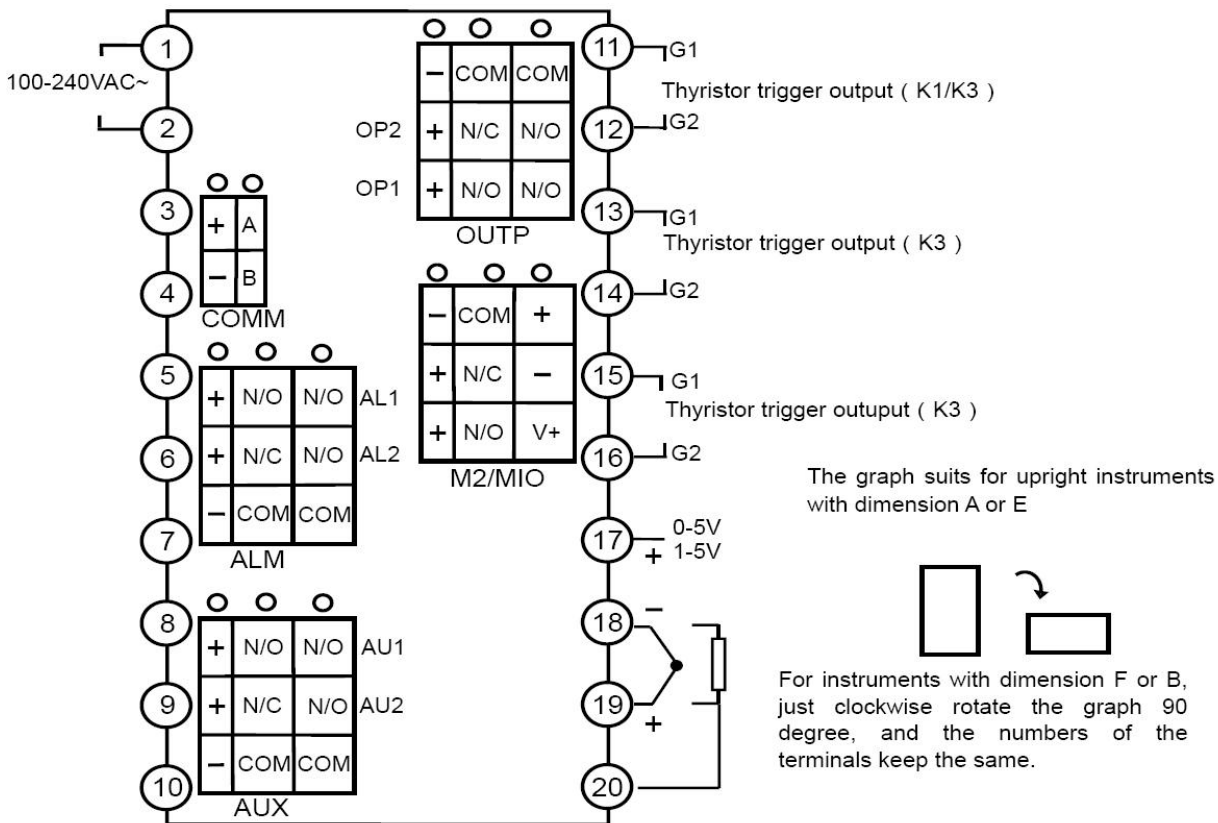 1
100-240VAC~
2
3
+ A
4
- B
COMM
5
+ N/O N/O AL1
6
+ N/C N/O AL2
7
- COM COM
ALM
8
+ N/O N/O AU1
9
+ N/C N/O AU2
10
- COM COM
AUX
- COM COM
OP2 + N/C N/O
OP1 + N/O N/O
OUTP
- COM +
+ N/C -
+ N/O V+
M2/MIO
11 G1
Thyristor trigger output ( K1/K3 )
12 G2
13 G1
Thyristor trigger output ( K3 )
14 G2
15 G1
Thyristor trigger outuput ( K3 )
16 G2
17 0-5V
+ 1-5V
18 -
19 +
20
The graph suits for upright instruments
with dimension A or E
For instruments with dimension F or B,
just clockwise rotate the graph 90
degree, and the numbers of the
terminals keep the same.